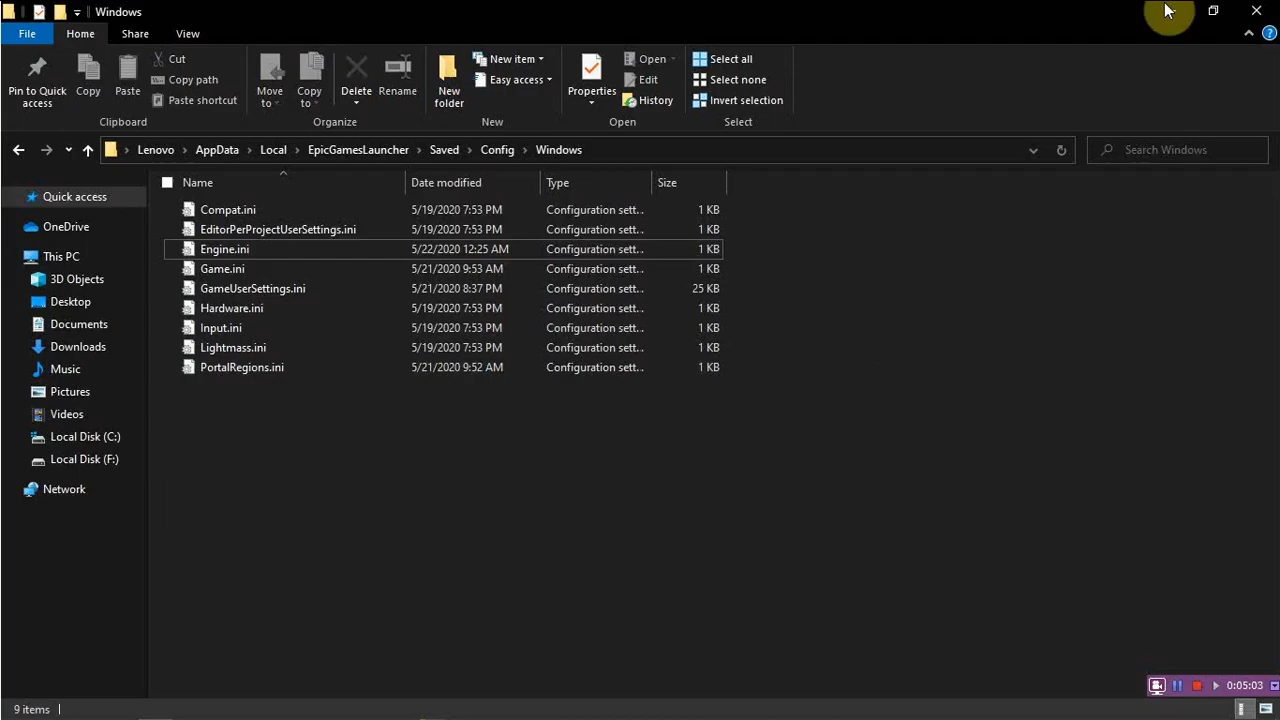 Windows
File Home Share View
Pin to Quick access
Copy
Paste
Cut
Copy path
Paste shortcut
Clipboard
Move to
Copy to
Delete
Rename
Organize
New folder
New item
Easy access
New
Properties
Open
Edit
History
Open
Select all
Select none
Invert selection
Select
Lenovo AppData Local EpicGamesLauncher Saved Config Windows
Search Windows
Quick access
OneDrive
This PC
3D Objects
Desktop
Documents
Downloads
Music
Pictures
Videos
Local Disk (C:)
Local Disk (F:)
Network
Name Date modified Type Size
Compat.ini 5/19/2020 7:53 PM Configuration sett.. 1 KB
EditorPerProjectUserSettings.ini 5/19/2020 7:53 PM Configuration sett.. 1 KB
Engine.ini 5/22/2020 12:25 AM Configuration sett.. 1 KB
Game.ini 5/21/2020 9:53 AM Configuration sett.. 1 KB
GameUserSettings.ini 5/21/2020 8:37 PM Configuration sett.. 25 KB
Hardware.ini 5/19/2020 7:53 PM Configuration sett.. 1 KB
Input.ini 5/19/2020 7:53 PM Configuration sett.. 1 KB
Lightmass.ini 5/19/2020 7:53 PM Configuration sett.. 1 KB
PortalRegions.ini 5/21/2020 9:52 AM Configuration sett.. 1 KB
0:05:03
9 items